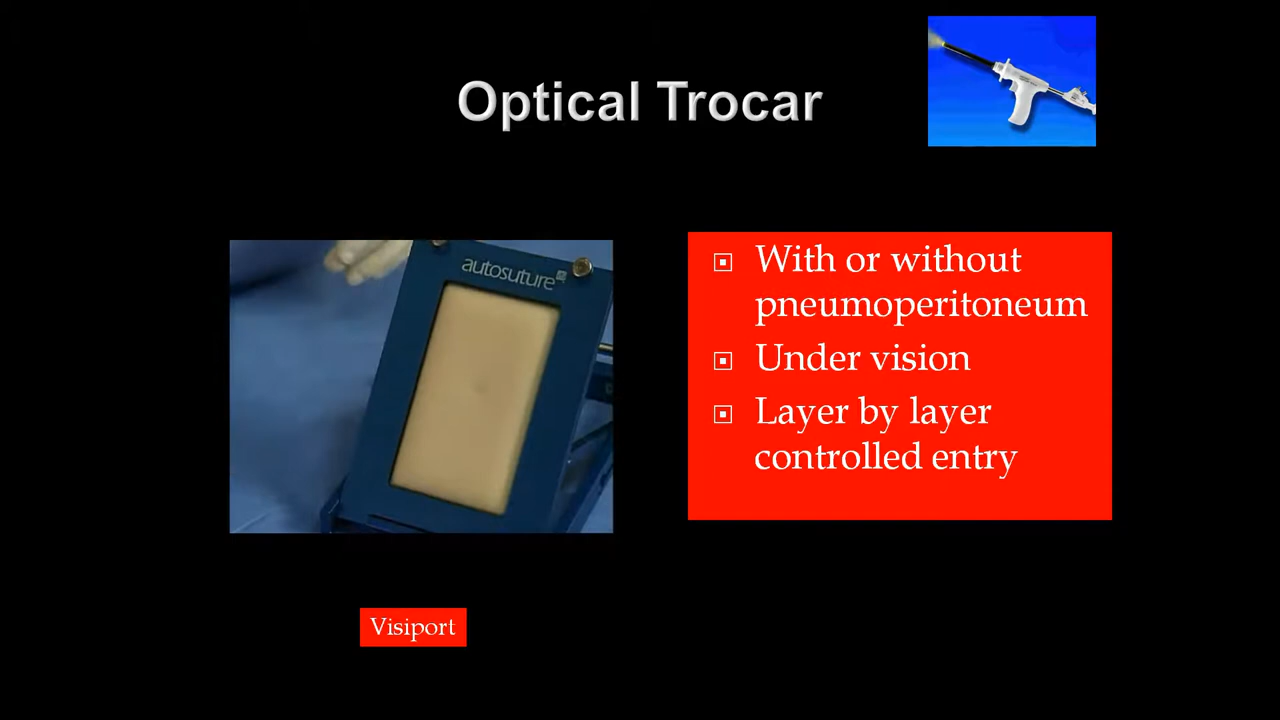 Optical Trocar
autosuture
With or without
pneumoperitoneum
Under vision
Layer by layer
controlled entry
Visiport